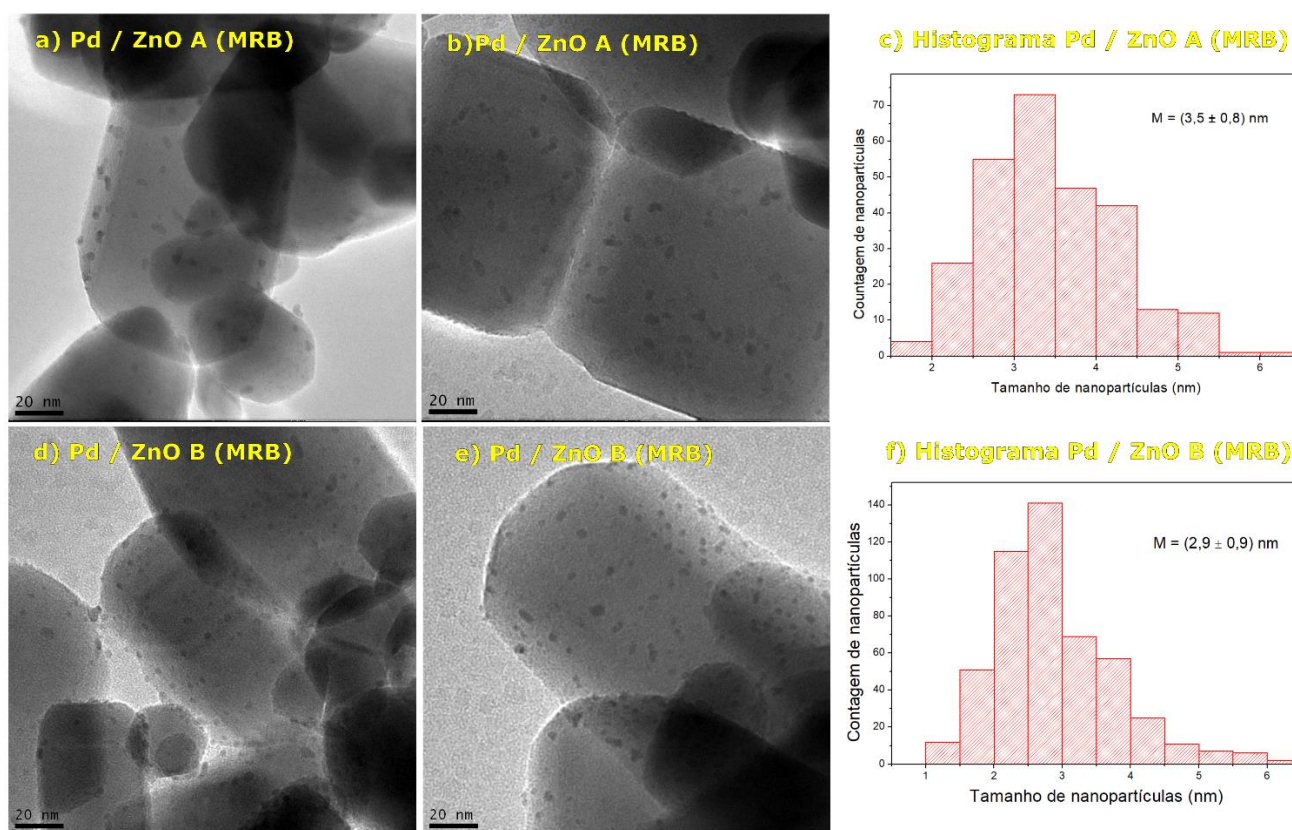 a) Pd / ZnO A (MRB)
b)Pd / ZnO A (MRB)
c) Histograma Pd / ZnO A (MRB)
20 nm
20 nm
M = (3,5 ± 0,8) nm
Countagem de nanopartículas
70
60
50
40
30
20
10
0
2 3 4 5 6
Tamanho de nanopartículas (nm)
d) Pd / ZnO B (MRB)
e) Pd / ZnO B (MRB)
f) Histograma Pd / ZnO B (MRB)
20 nm
20 nm
M = (2,9 ± 0,9) nm
Contagem de nanopartículas
140
120
100
80
60
40
20
0
1 2 3 4 5 6
Tamanho de nanopartículas (nm)